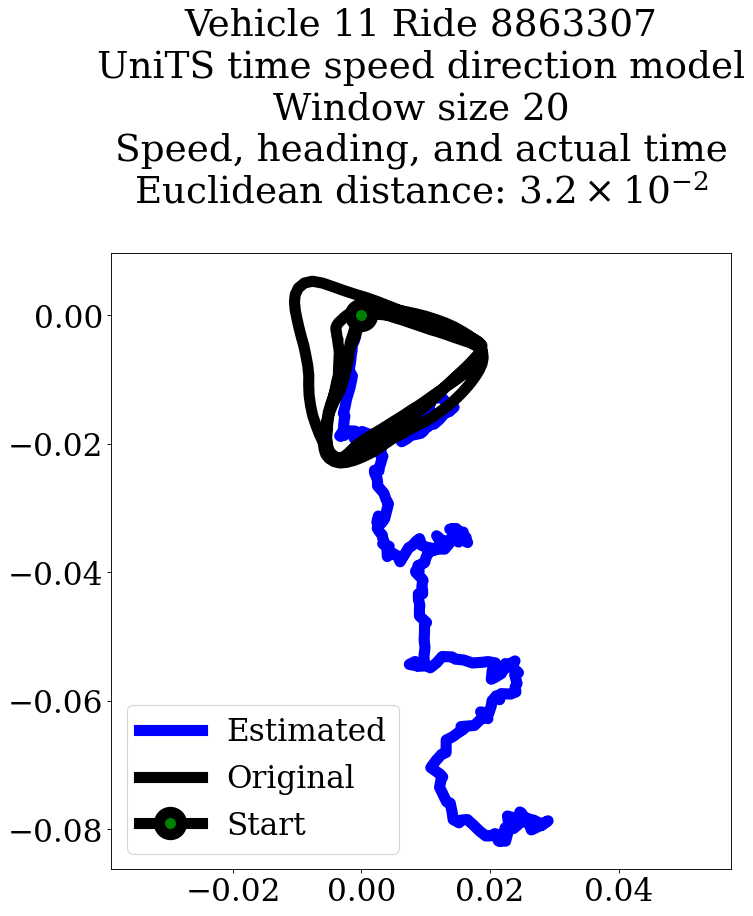 Vehicle 11 Ride 8863307
UniTS time speed direction model
Window size 20
Speed, heading, and actual time
Euclidean distance: 3.2 × 10⁻²
0.00
−0.02
−0.04
−0.06
−0.08
Estimated
Original
Start
−0.02 0.00 0.02 0.04